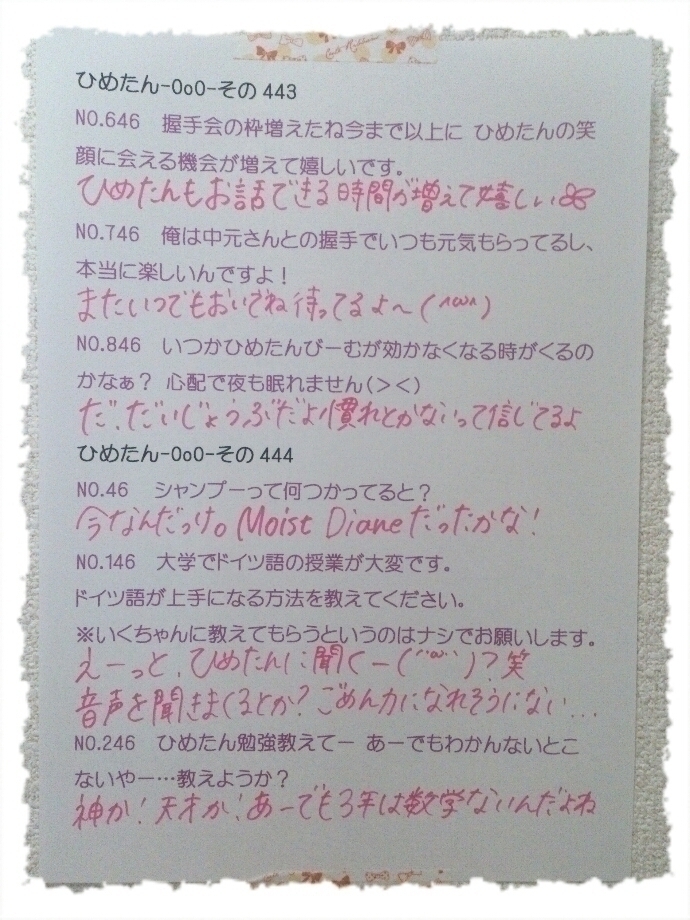 ひめたん-OoO-その443
NO.646 握手会の枠増えたね今まで以上に ひめたんの笑
顔に会える機会が増えて嬉しいです。
ひめたんもお話できる時間が増えて嬉しい
NO.746 俺は中元さんとの握手でいつも元気もらってるし、
本当に楽しいんですよ！
またいつでもおいでね待ってるよ〜(^ω^)
NO.846 いつかひめたんびーむが効かなくなる時がくるの
かなぁ？ 心配で夜も眠れません(＞＜)
だ、だいじょうぶだよ！慣れとかないって信じてるよ
ひめたん-OoO-その444
NO.46 シャンプーって何つかってると？
今なんだっけ。Moist Dianeだったかな！
NO.146 大学でドイツ語の授業が大変です。
ドイツ語が上手になる方法を教えてください。
※いくちゃんに教えてもらうというのはナシでお願いします。
えーっと、ひめたんに聞くー(´ω`)？笑
音声を聞きまくるとか？ごめん力になれそうにない...
NO.246 ひめたん勉強教えてー あーでもわかんないとこ
ないやー…教えようか？
神か！天才か！あーでも3年は数学ないんだよね